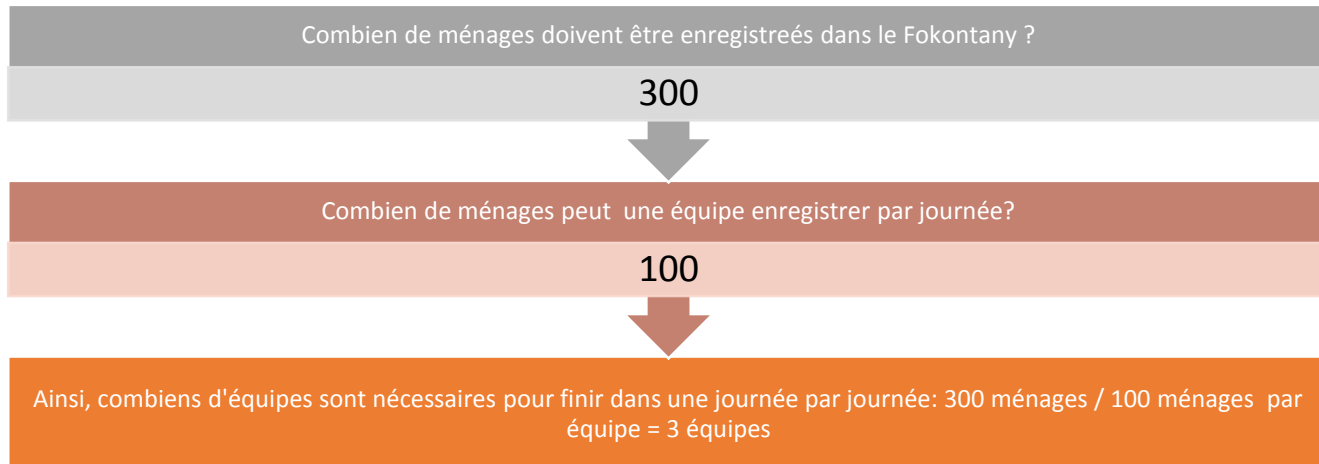 Combien de ménages doivent être enregistreés dans le Fokontany ?
300
Combien de ménages peut  une équipe enregistrer par journée?
100
Ainsi, combiens d'équipes sont nécessaires pour finir dans une journée par journée: 300 ménages / 100 ménages  par
équipe = 3 équipes